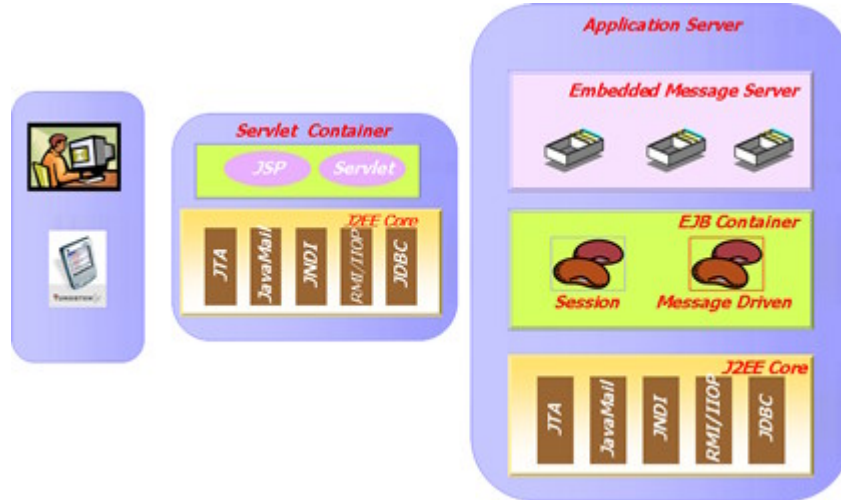 Application Server
Embedded Message Server
Servlet Container
JSP
Servlet
J2EE Core
JTA
JavaMail
JNDI
RMI/IIOP
JDBC
EJB Container
Session
Message Driven
J2EE Core
JTA
JavaMail
JNDI
RMI/IIOP
JDBC